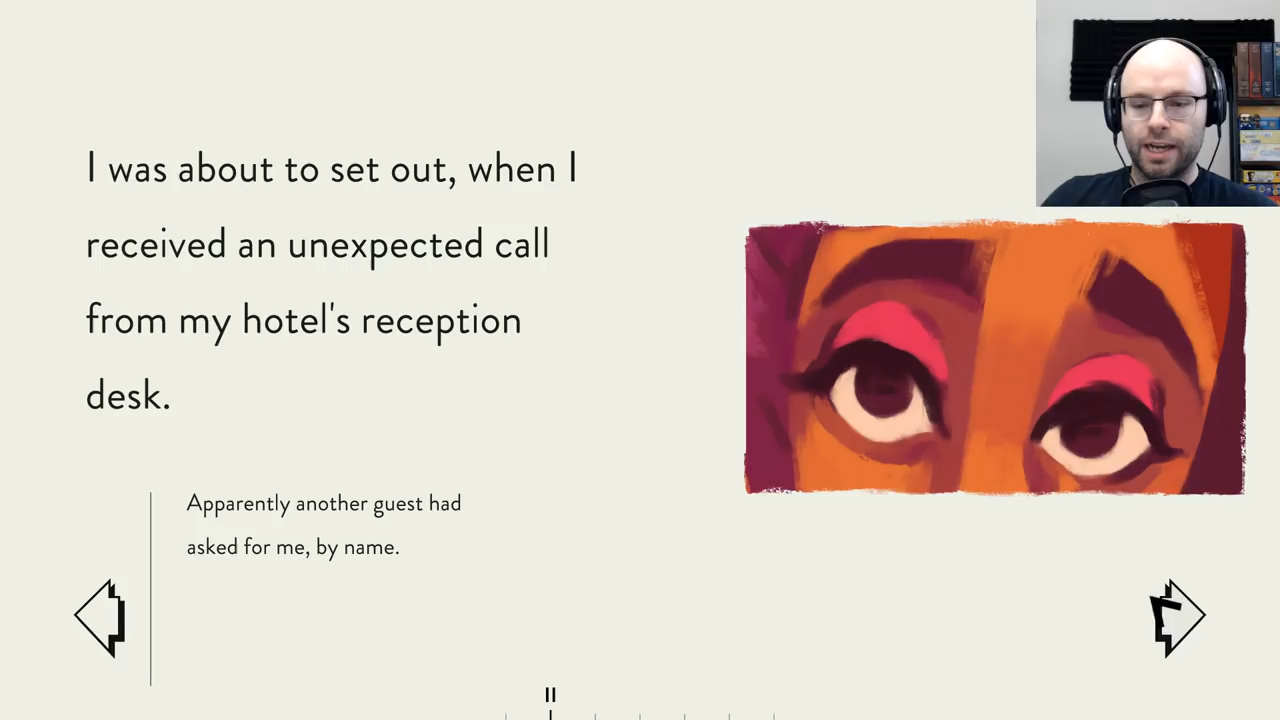 I was about to set out, when I
received an unexpected call
from my hotel's reception
desk.
Apparently another guest had
asked for me, by name.
II